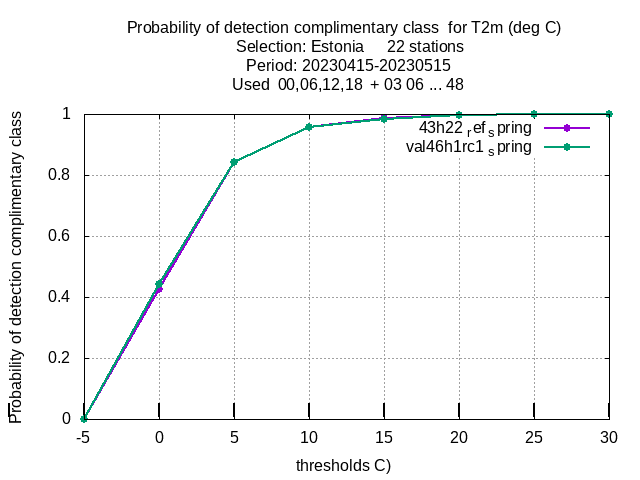 Probability of detection complimentary class for T2m (deg C)
Selection: Estonia 22 stations
Period: 20230415-20230515
Used 00,06,12,18 + 03 06 ... 48
Probability of detection complimentary class
1
0.8
0.6
0.4
0.2
0
43h22 ref spring
val46h1rc1 spring
-5 0 5 10 15 20 25 30
thresholds C)